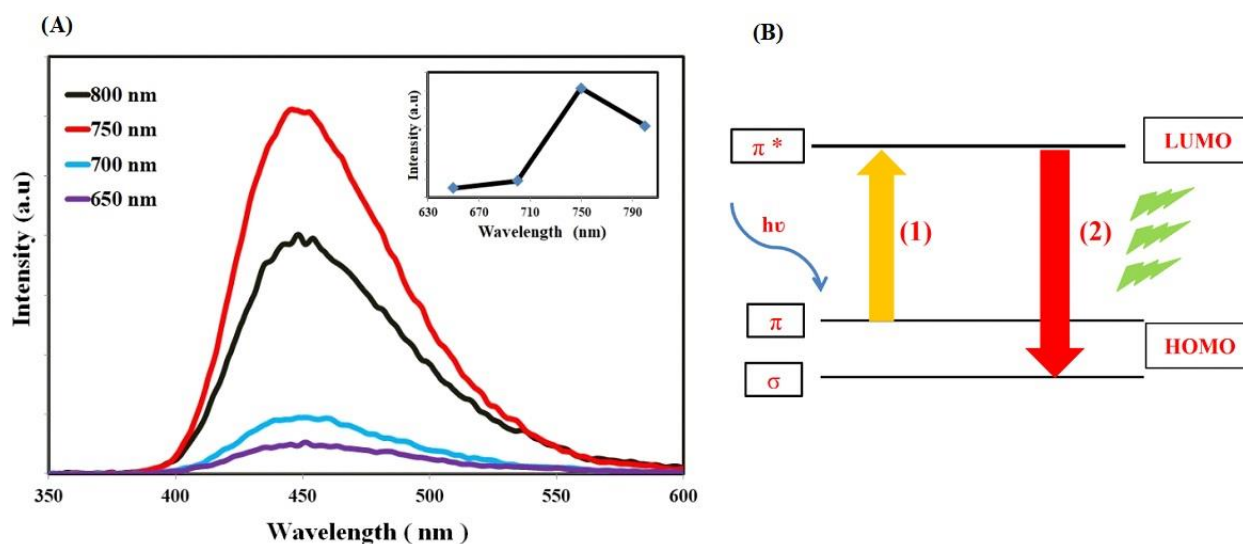 (A)
800 nm
750 nm
700 nm
650 nm
Intensity (a.u)
350
400
450
500
550
600
Wavelength ( nm )
Intensity (a.u)
630
670
710
750
790
Wavelength (nm)
(B)
π *
LUMO
hυ
(1)
(2)
π
HOMO
σ